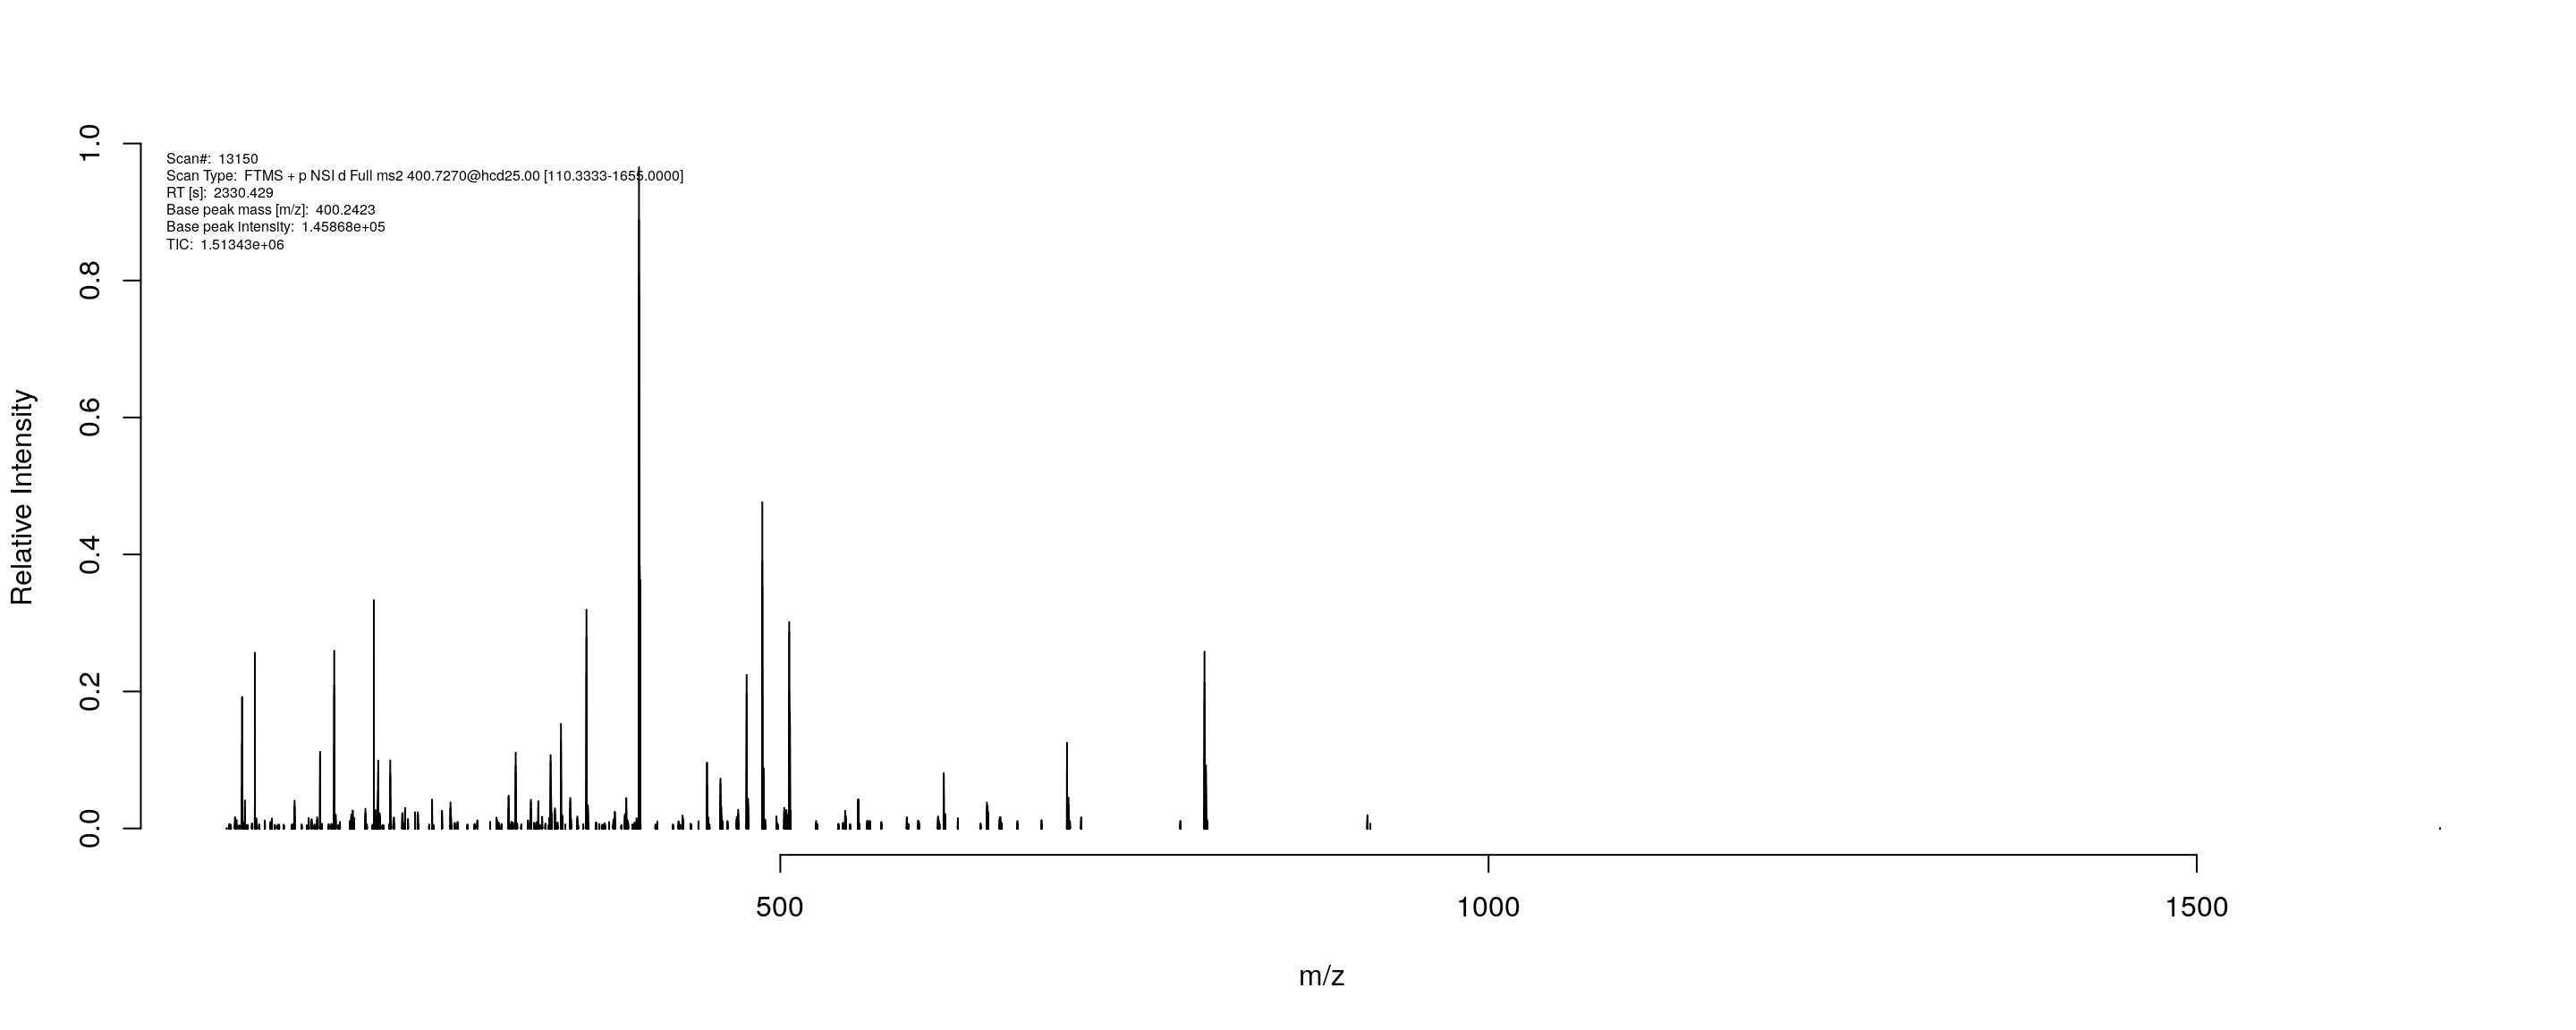 Scan#: 13150
Scan Type: FTMS + p NSI d Full ms2 400.7270@hcd25.00 [110.3333-1655.0000]
RT [s]: 2330.429
Base peak mass [m/z]: 400.2423
Base peak intensity: 1.45868e+05
TIC: 1.51343e+06
1.0
0.8
0.6
0.4
0.2
0.0
Relative Intensity
500 1000 1500
m/z